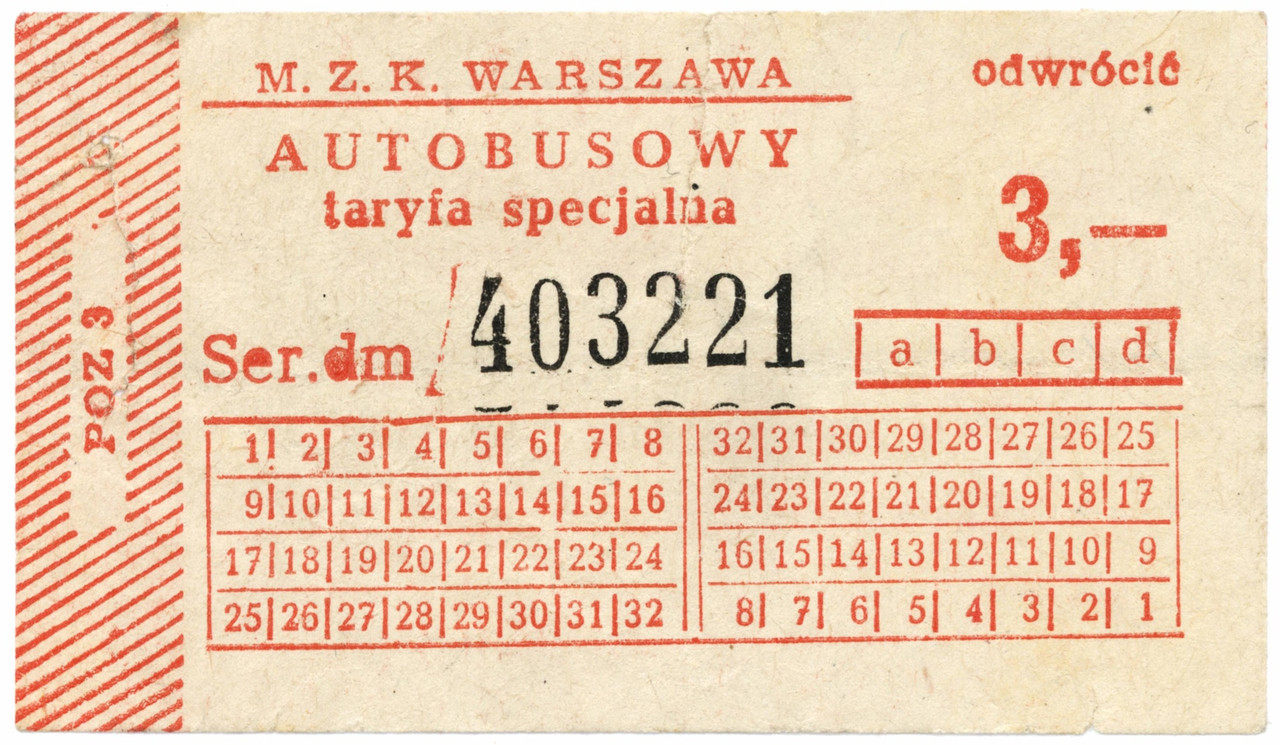 M. Z. K. WARSZAWA
odwrócić
AUTOBUSOWY
taryfa specjalna
3,—
Ser. dm 403221
a b c d
POZ 3
1 2 3 4 5 6 7 8 32 31 30 29 28 27 26 25
9 10 11 12 13 14 15 16 24 23 22 21 20 19 18 17
17 18 19 20 21 22 23 24 16 15 14 13 12 11 10 9
25 26 27 28 29 30 31 32 8 7 6 5 4 3 2 1